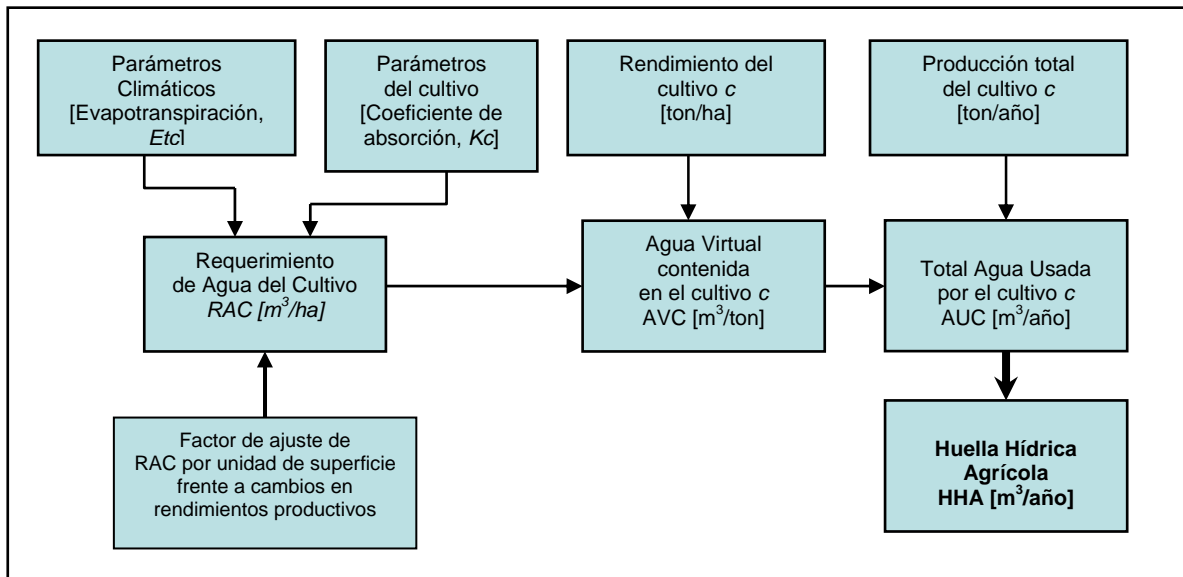 Parámetros
Climáticos
[Evapotranspiración,
Etc]
Parámetros
del cultivo
[Coeficiente de
absorción, Kc]
Rendimiento del
cultivo c
[ton/ha]
Producción total
del cultivo c
[ton/año]
Requerimiento
de Agua del Cultivo
RAC [m³/ha]
Agua Virtual
contenida
en el cultivo c
AVC [m³/ton]
Total Agua Usada
por el cultivo c
AUC [m³/año]
Factor de ajuste de
RAC por unidad de superficie
frente a cambios en
rendimientos productivos
Huella Hídrica
Agrícola
HHA [m³/año]